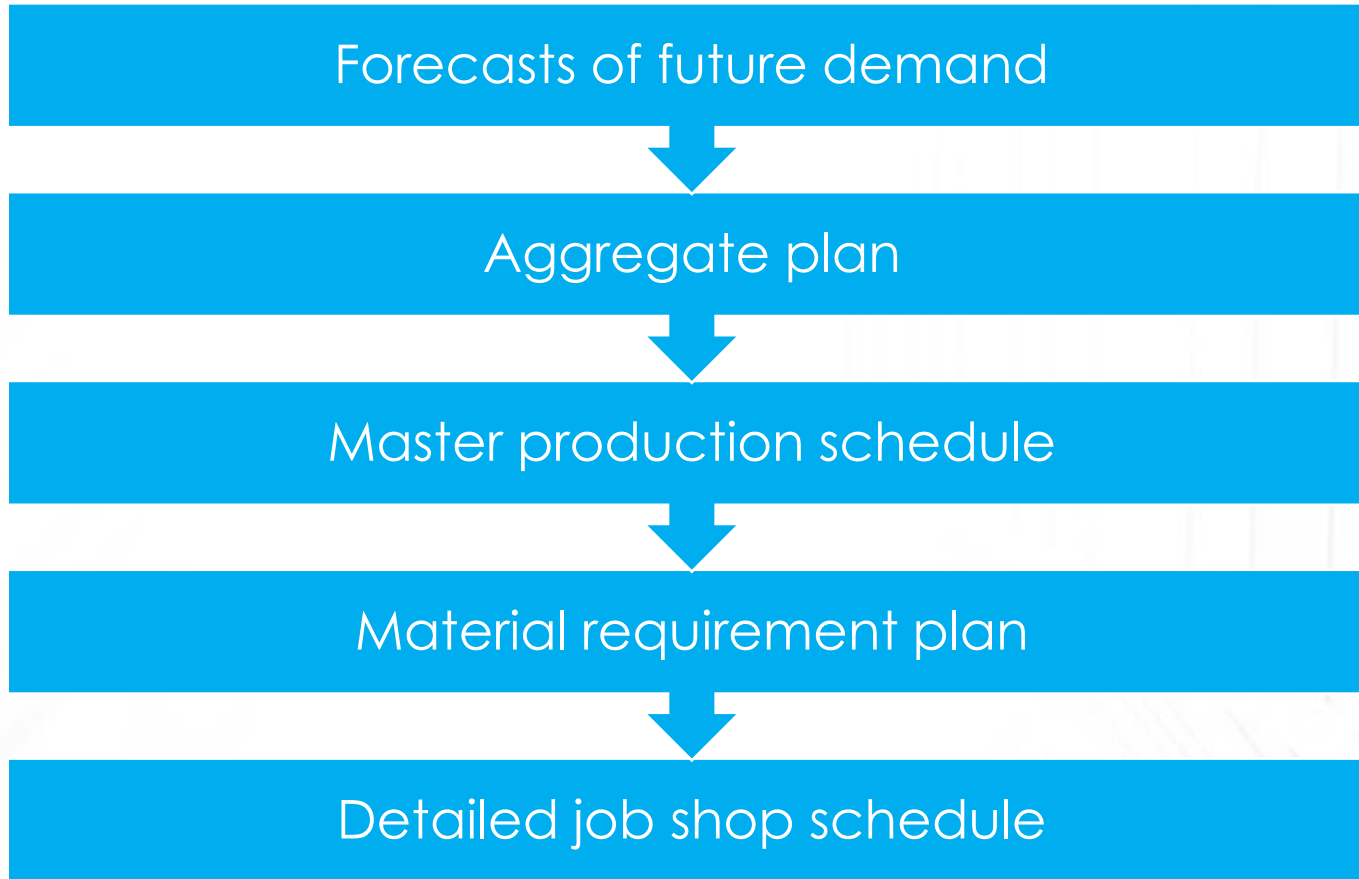 Forecasts of future demand
Aggregate plan
Master production schedule
Material requirement plan
Detailed job shop schedule